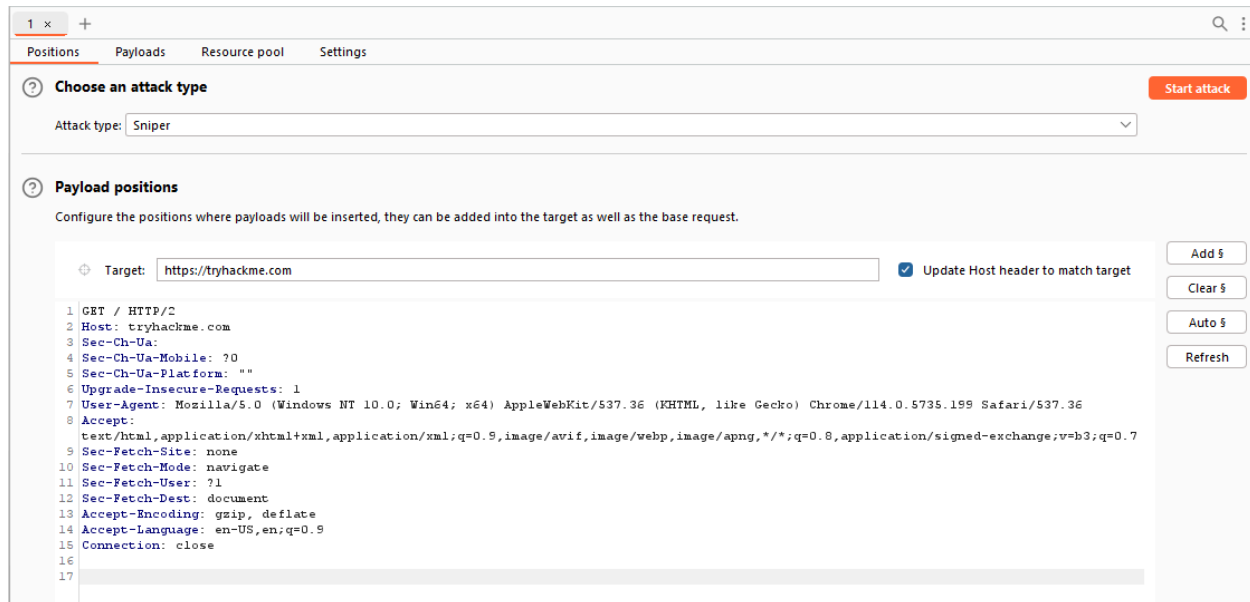 1 × +
Positions Payloads Resource pool Settings
? Choose an attack type
Start attack
Attack type: Sniper
? Payload positions
Configure the positions where payloads will be inserted, they can be added into the target as well as the base request.
Target: https://tryhackme.com
Update Host header to match target
Add §
Clear §
Auto §
Refresh
1 GET / HTTP/2
2 Host: tryhackme.com
3 Sec-Ch-Ua:
4 Sec-Ch-Ua-Mobile: ?0
5 Sec-Ch-Ua-Platform: ""
6 Upgrade-Insecure-Requests: 1
7 User-Agent: Mozilla/5.0 (Windows NT 10.0; Win64; x64) AppleWebKit/537.36 (KHTML, like Gecko) Chrome/114.0.5735.199 Safari/537.36
8 Accept:
text/html,application/xhtml+xml,application/xml;q=0.9,image/avif,image/webp,image/apng,*/*;q=0.8,application/signed-exchange;v=b3;q=0.7
9 Sec-Fetch-Site: none
10 Sec-Fetch-Mode: navigate
11 Sec-Fetch-User: ?1
12 Sec-Fetch-Dest: document
13 Accept-Encoding: gzip, deflate
14 Accept-Language: en-US,en;q=0.9
15 Connection: close
16
17